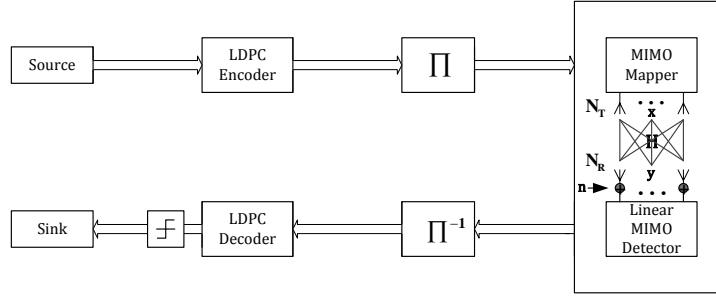 Source
LDPC
Encoder
∏
MIMO
Mapper
N_T
• • •
x
H
N_R
y
n
• • •
Sink
LDPC
Decoder
∏⁻¹
Linear
MIMO
Detector